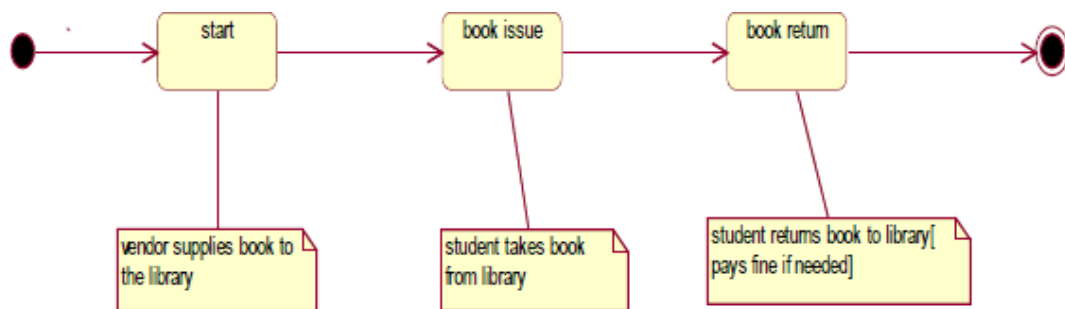 start
book issue
book return
vendor supplies book to
the library
student takes book
from library
student returns book to library[
pays fine if needed]